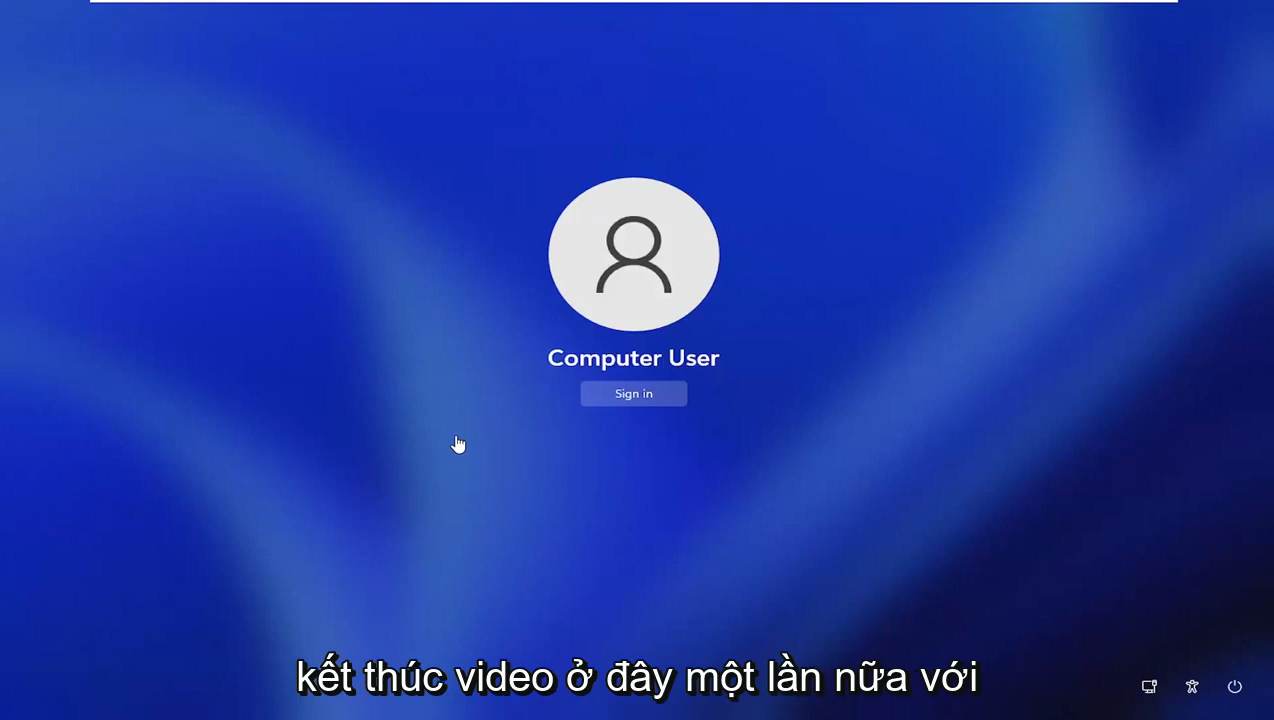 Computer User
Sign in
kết thúc video ở đây một lần nữa với